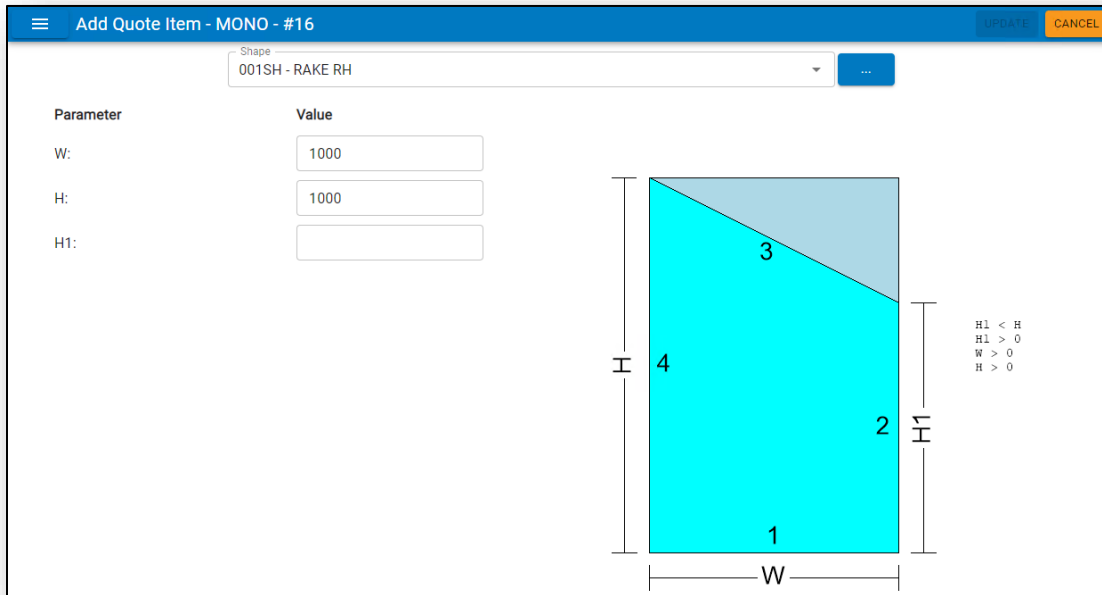 Add Quote Item - MONO - #16
UPDATE
CANCEL
Shape
001SH - RAKE RH
...
Parameter Value
W: 1000
H: 1000
H1:
3
H
4
2
H1
1
W
H1 < H
H1 > 0
W > 0
H > 0